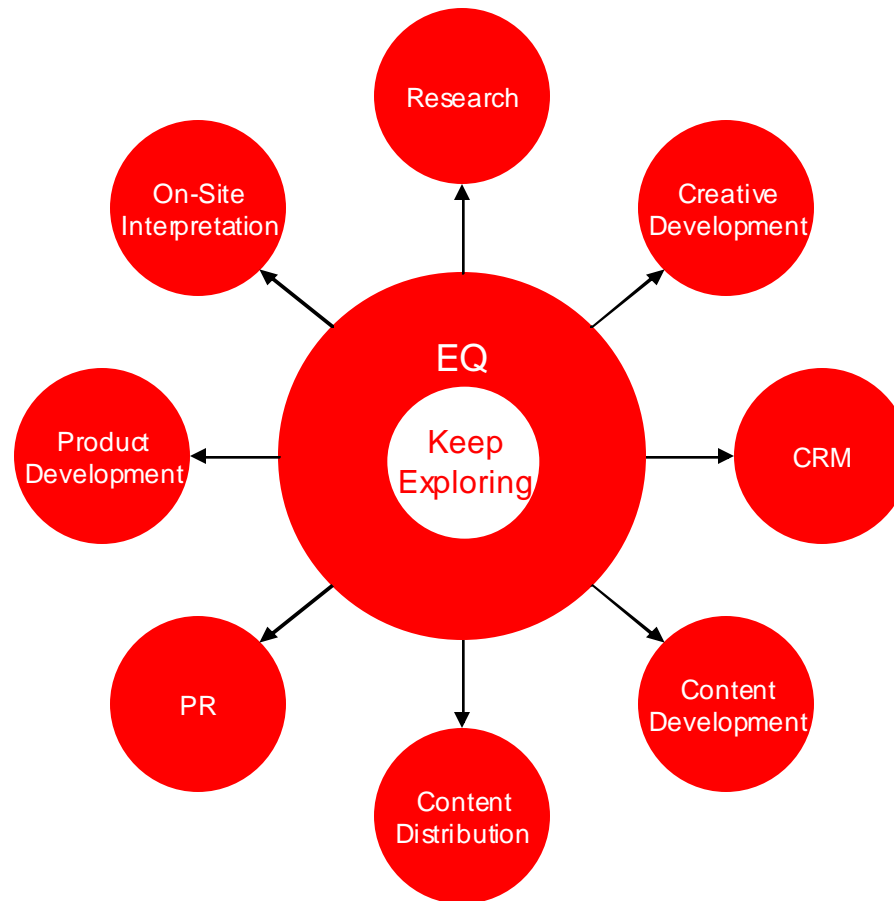 Research
On-Site
Interpretation
Creative
Development
EQ
Keep
Exploring
Product
Development
CRM
PR
Content
Development
Content
Distribution